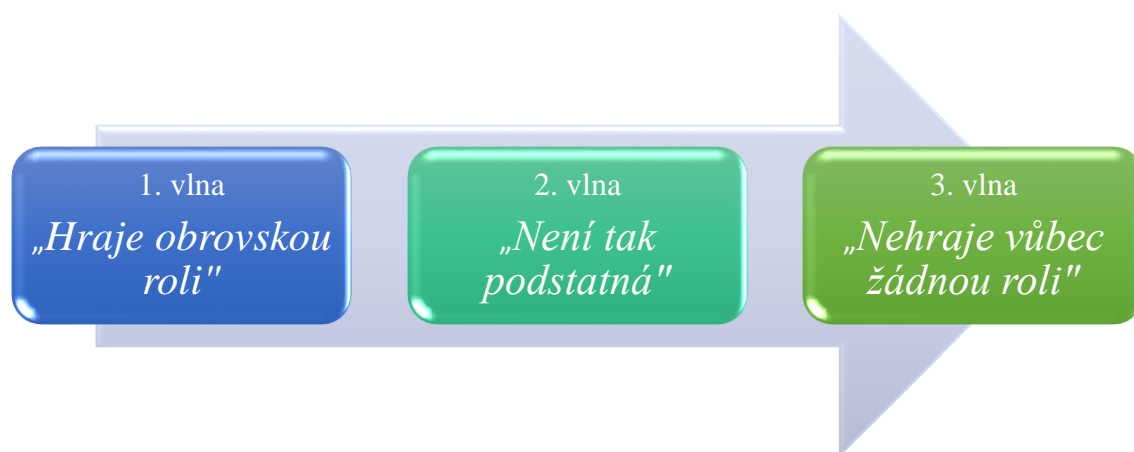 1. vlna
„Hraje obrovskou
roli"
2. vlna
„Není tak
podstatná"
3. vlna
„Nehraje vůbec
žádnou roli"